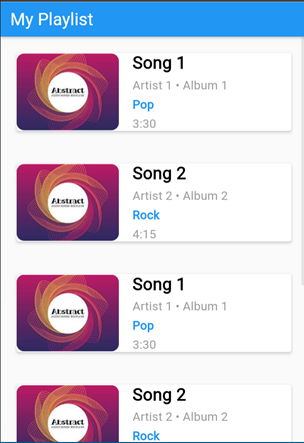 My Playlist
Abstract
Song 1
Artist 1 • Album 1
Pop
3:30
Abstract
Song 2
Artist 2 • Album 2
Rock
4:15
Abstract
Song 1
Artist 1 • Album 1
Pop
3:30
Abstract
Song 2
Artist 2 • Album 2
Rock